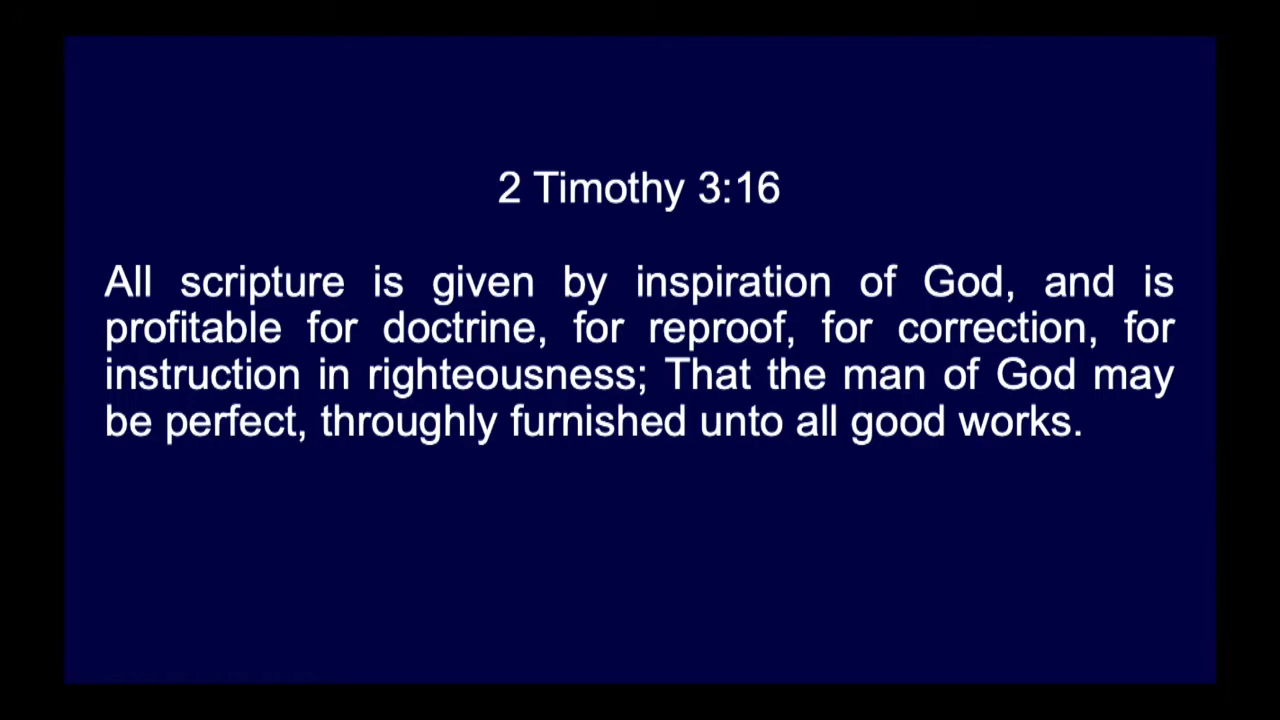 2 Timothy 3:16
All scripture is given by inspiration of God, and is
profitable for doctrine, for reproof, for correction, for
instruction in righteousness; That the man of God may
be perfect, throughly furnished unto all good works.